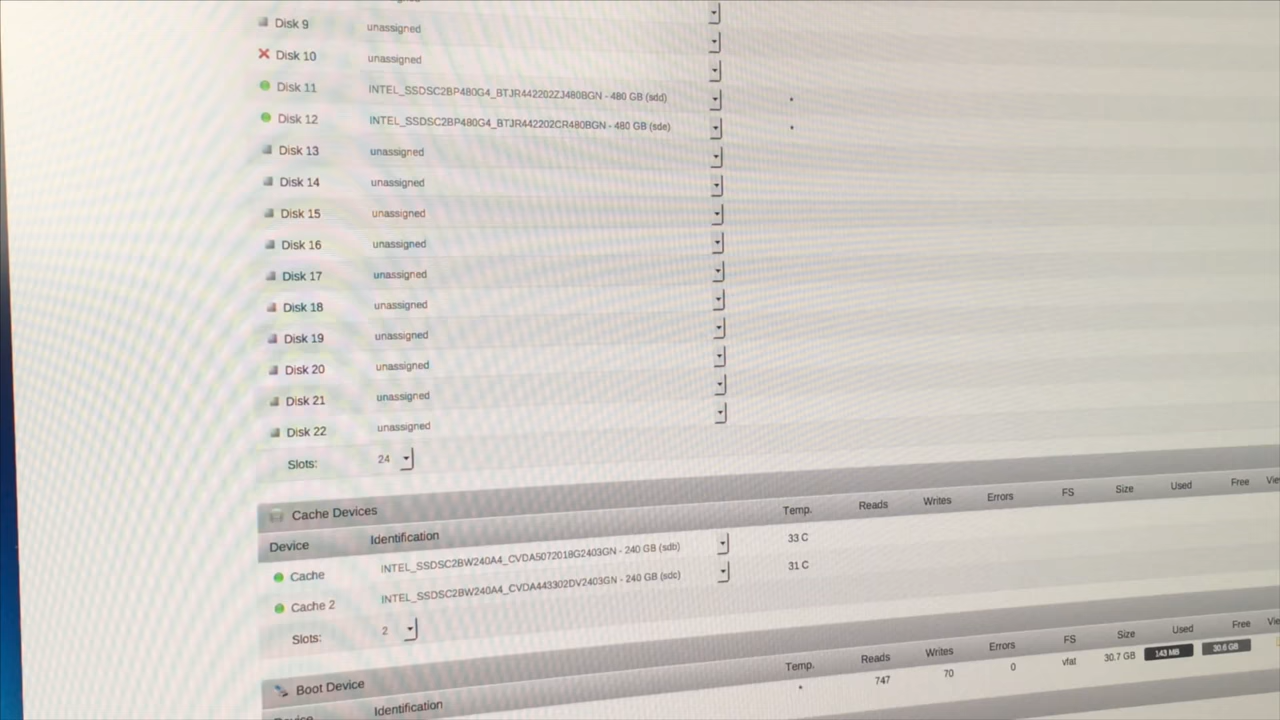 Disk 9 unassigned
Disk 10 unassigned
Disk 11 INTEL_SSDSC2BP480G4_BTJR442202ZJ480BGN - 480 GB (sdd) *
Disk 12 INTEL_SSDSC2BP480G4_BTJR442202CR480BGN - 480 GB (sde) *
Disk 13 unassigned
Disk 14 unassigned
Disk 15 unassigned
Disk 16 unassigned
Disk 17 unassigned
Disk 18 unassigned
Disk 19 unassigned
Disk 20 unassigned
Disk 21 unassigned
Disk 22 unassigned
Slots: 24
Cache Devices
Device Identification Temp. Reads Writes Errors FS Size Used Free
Cache INTEL_SSDSC2BW240A4_CVDA5072018G2403GN - 240 GB (sdb) 33 C
Cache 2 INTEL_SSDSC2BW240A4_CVDA443302DV2403GN - 240 GB (sdc) 31 C
Slots: 2
Boot Device
Device Identification Temp. Reads Writes Errors FS Size Used Free
* 747 70 0 vfat 30.7 GB 143 MB 30.6 GB